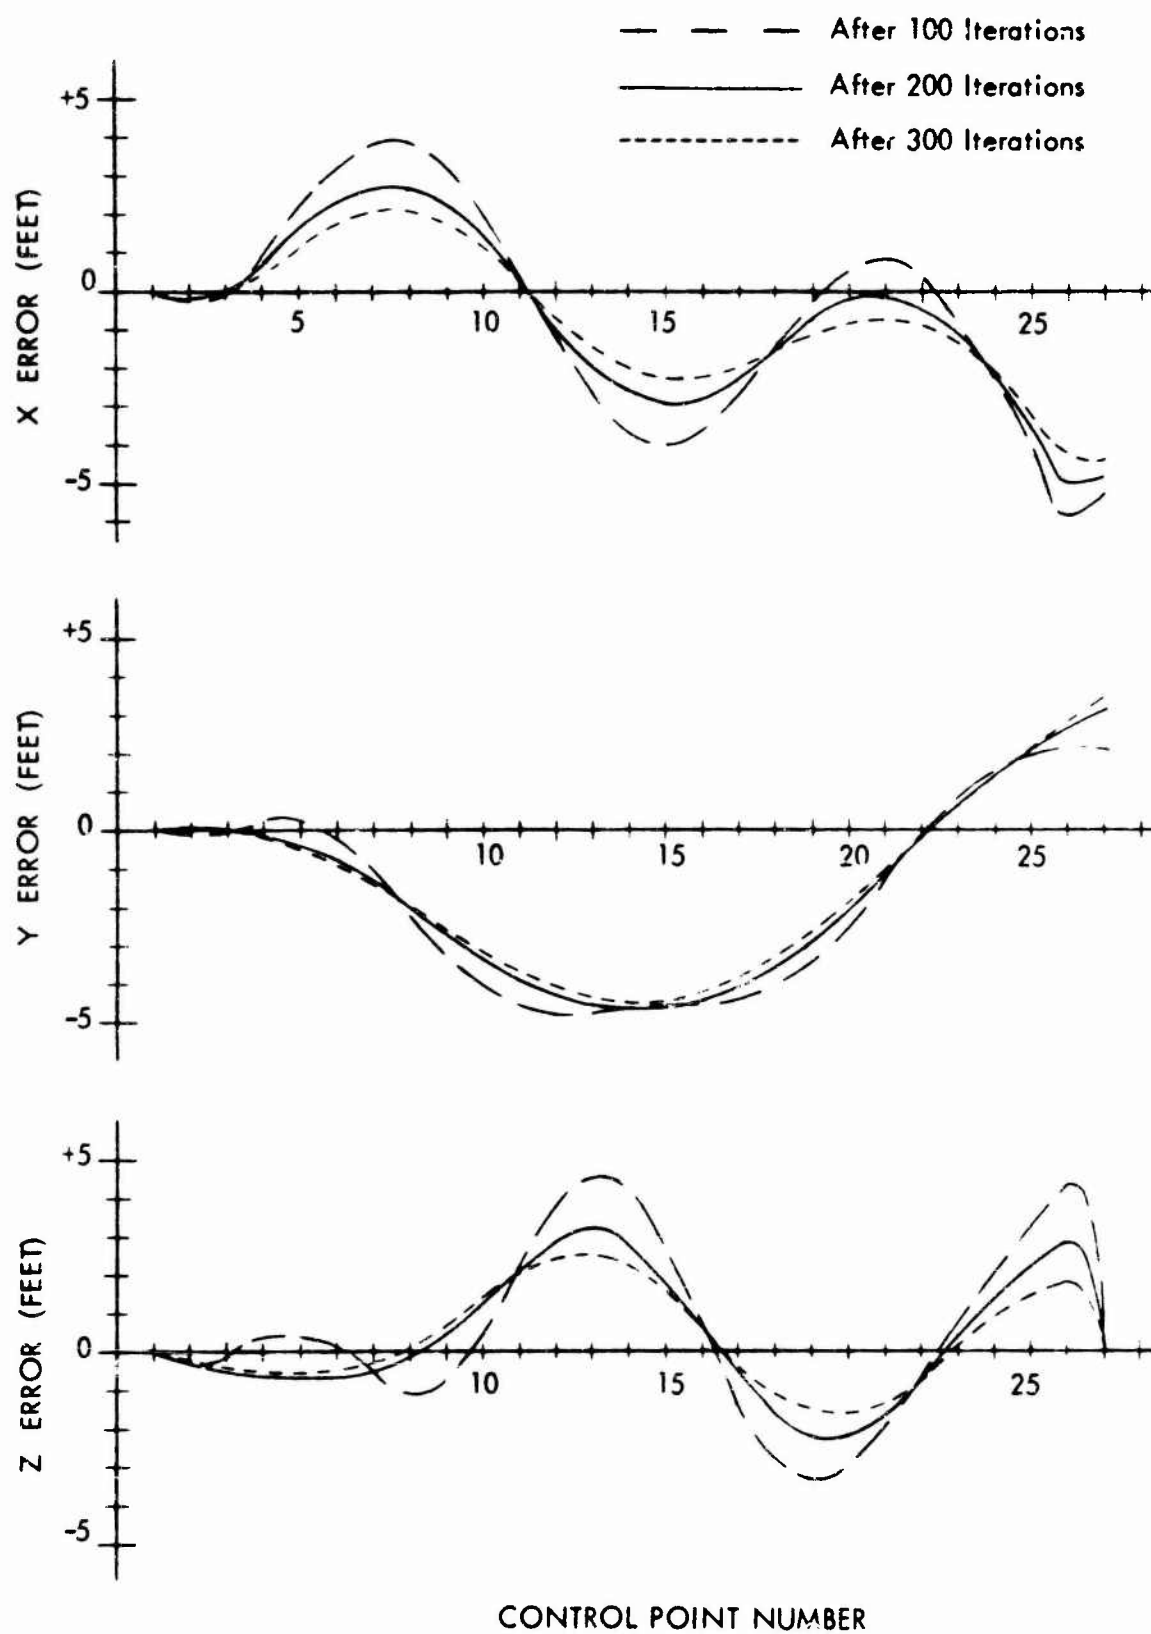 After 100 Iterations
After 200 Iterations
After 300 Iterations
+5
0
-5
X ERROR (FEET)
5
10
15
25
+5
0
-5
Y ERROR (FEET)
10
15
20
25
+5
0
-5
Z ERROR (FEET)
10
15
25
CONTROL POINT NUMBER